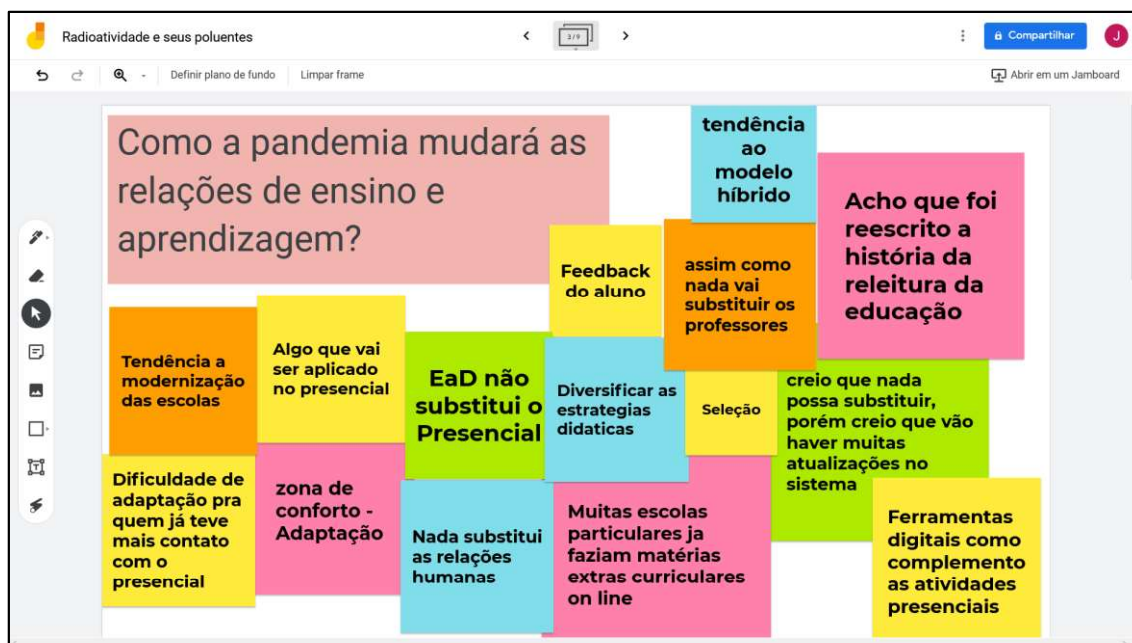 Radioatividade e seus poluentes
2/9
Compartilhar
J
Definir plano de fundo
Limpar frame
Abrir em um Jamboard
Como a pandemia mudará as
relações de ensino e
aprendizagem?
tendência
ao
modelo
híbrido
Acho que foi
reescrito a
história da
releitura da
educação
Feedback
do aluno
assim como
nada vai
substituir os
professores
Tendência a
modernização
das escolas
Algo que vai
ser aplicado
no presencial
EaD não
substitui o
Presencial
Diversificar as
estrategias
didaticas
Seleção
creio que nada
possa substituir,
porém creio que vão
haver muitas
atualizações no
sistema
Dificuldade de
adaptação pra
quem já teve
mais contato
com o
presencial
zona de
conforto -
Adaptação
Nada substitui
as relações
humanas
Muitas escolas
particulares ja
faziam matérias
extras curriculares
on line
Ferramentas
digitais como
complemento
as atividades
presenciais